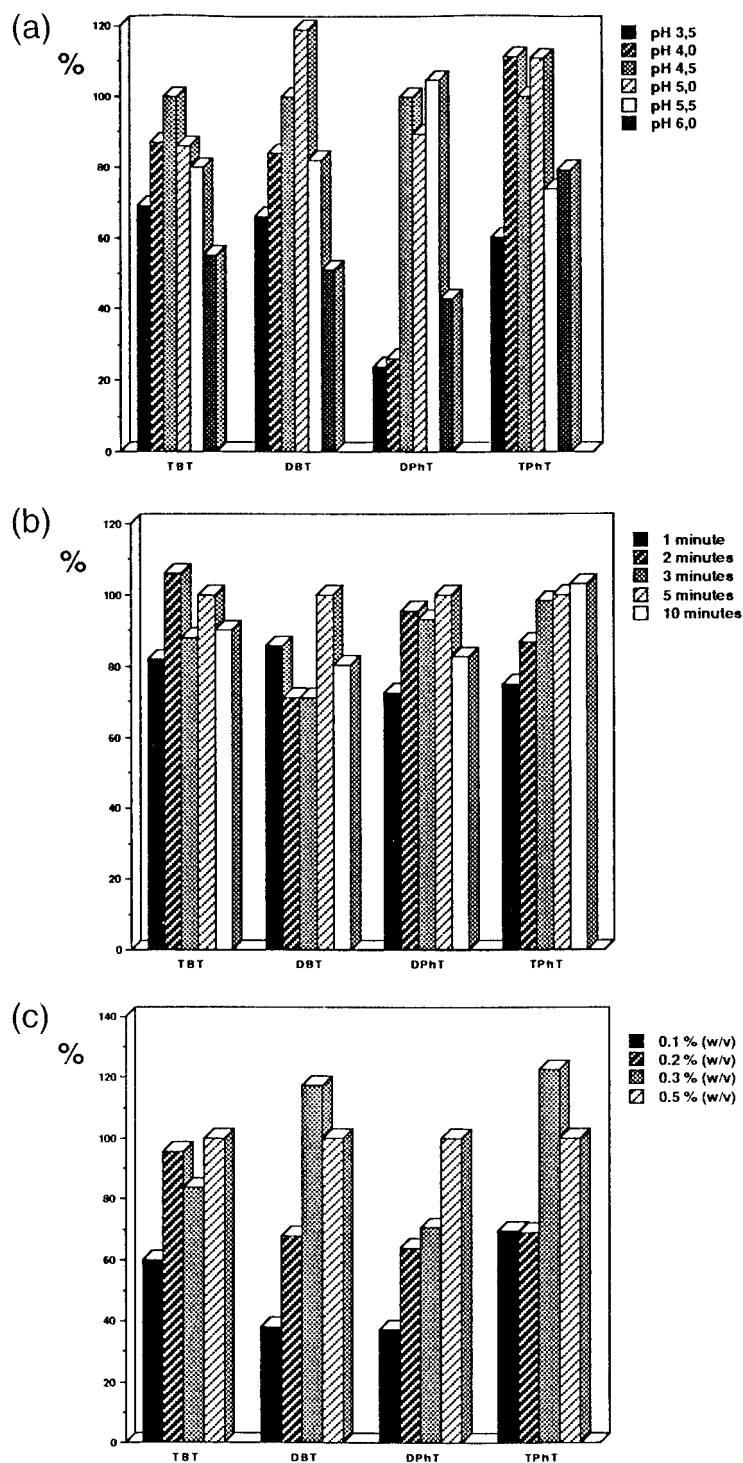 (a)
%
120
100
80
60
40
20
0
TBT DBT DPhT TPhT
pH 3,5
pH 4,0
pH 4,5
pH 5,0
pH 5,5
pH 6,0
(b)
%
120
100
80
60
40
20
0
TBT DBT DPhT TPhT
1 minute
2 minutes
3 minutes
5 minutes
10 minutes
(c)
%
140
120
100
80
60
40
20
0
TBT DBT DPhT TPhT
0.1 % (w/v)
0.2 % (w/v)
0.3 % (w/v)
0.5 % (w/v)